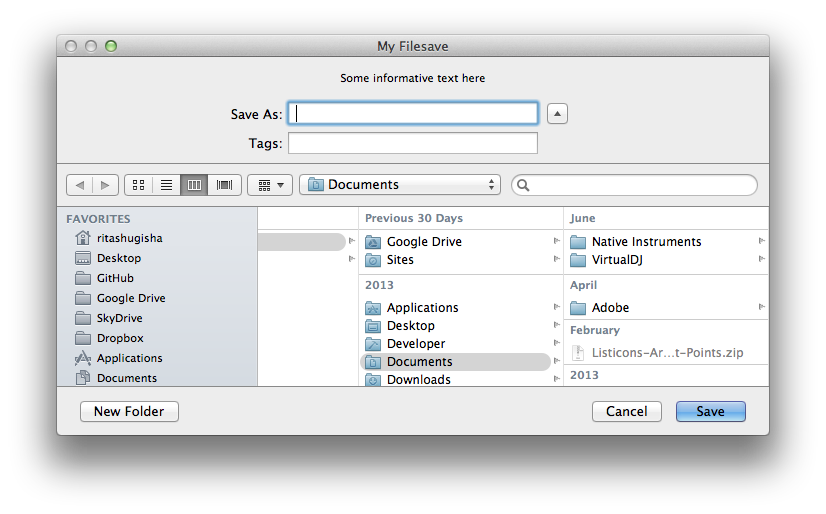 My Filesave
Some informative text here
Save As:
Tags:
Documents
FAVORITES
ritashugisha
Desktop
GitHub
Google Drive
SkyDrive
Dropbox
Applications
Documents
Previous 30 Days
Google Drive
Sites
2013
Applications
Desktop
Developer
Documents
Downloads
June
Native Instruments
VirtualDJ
April
Adobe
February
Listicons-Ar...t-Points.zip
2013
New Folder
Cancel
Save